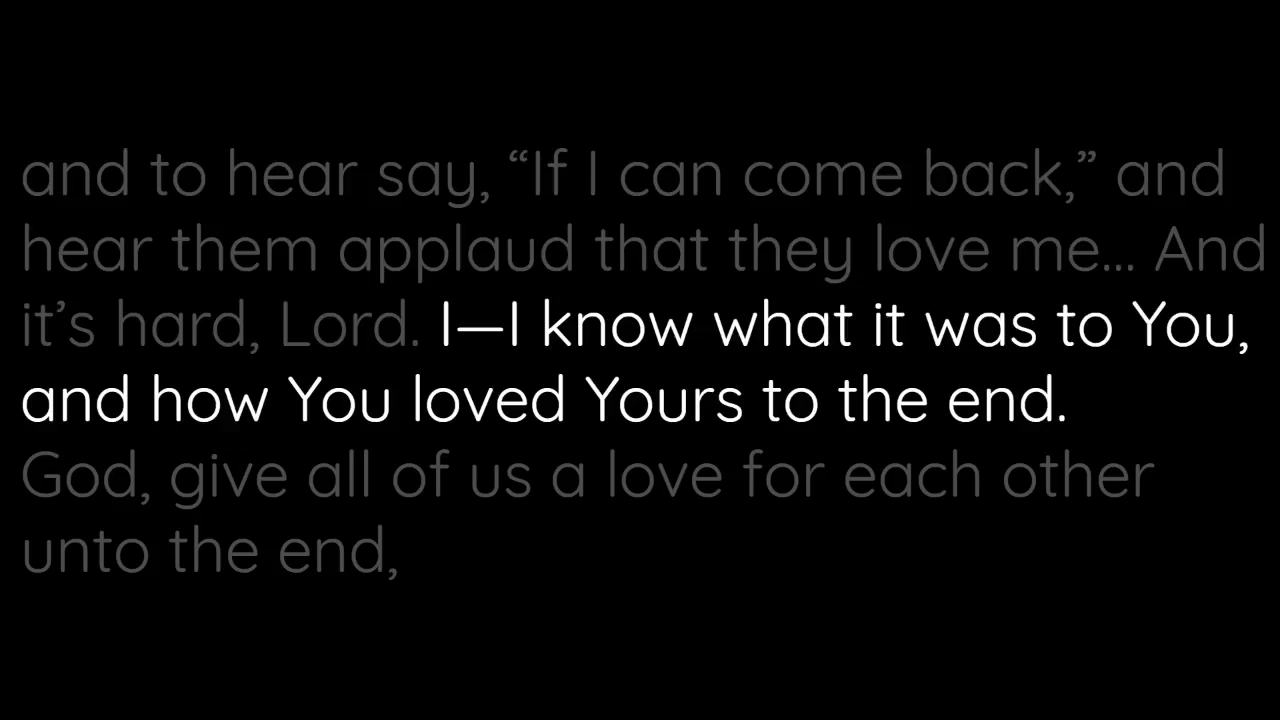 and to hear say, “If I can come back,” and
hear them applaud that they love me... And
it’s hard, Lord. I—I know what it was to You,
and how You loved Yours to the end.
God, give all of us a love for each other
unto the end,